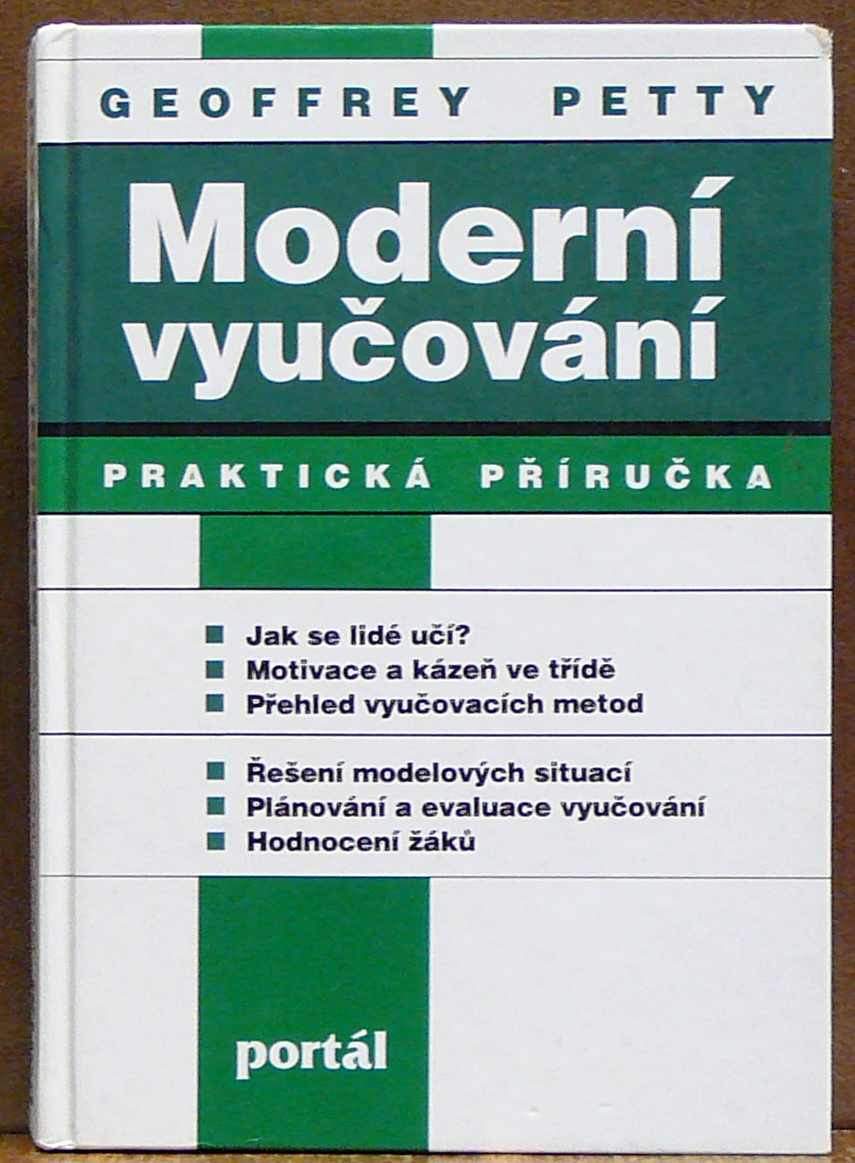 GEOFFREY PETTY
Moderní
vyučování
PRAKTICKÁ PŘÍRUČKA
Jak se lidé učí?
Motivace a kázeň ve třídě
Přehled vyučovacích metod
Řešení modelových situací
Plánování a evaluace vyučování
Hodnocení žáků
portál